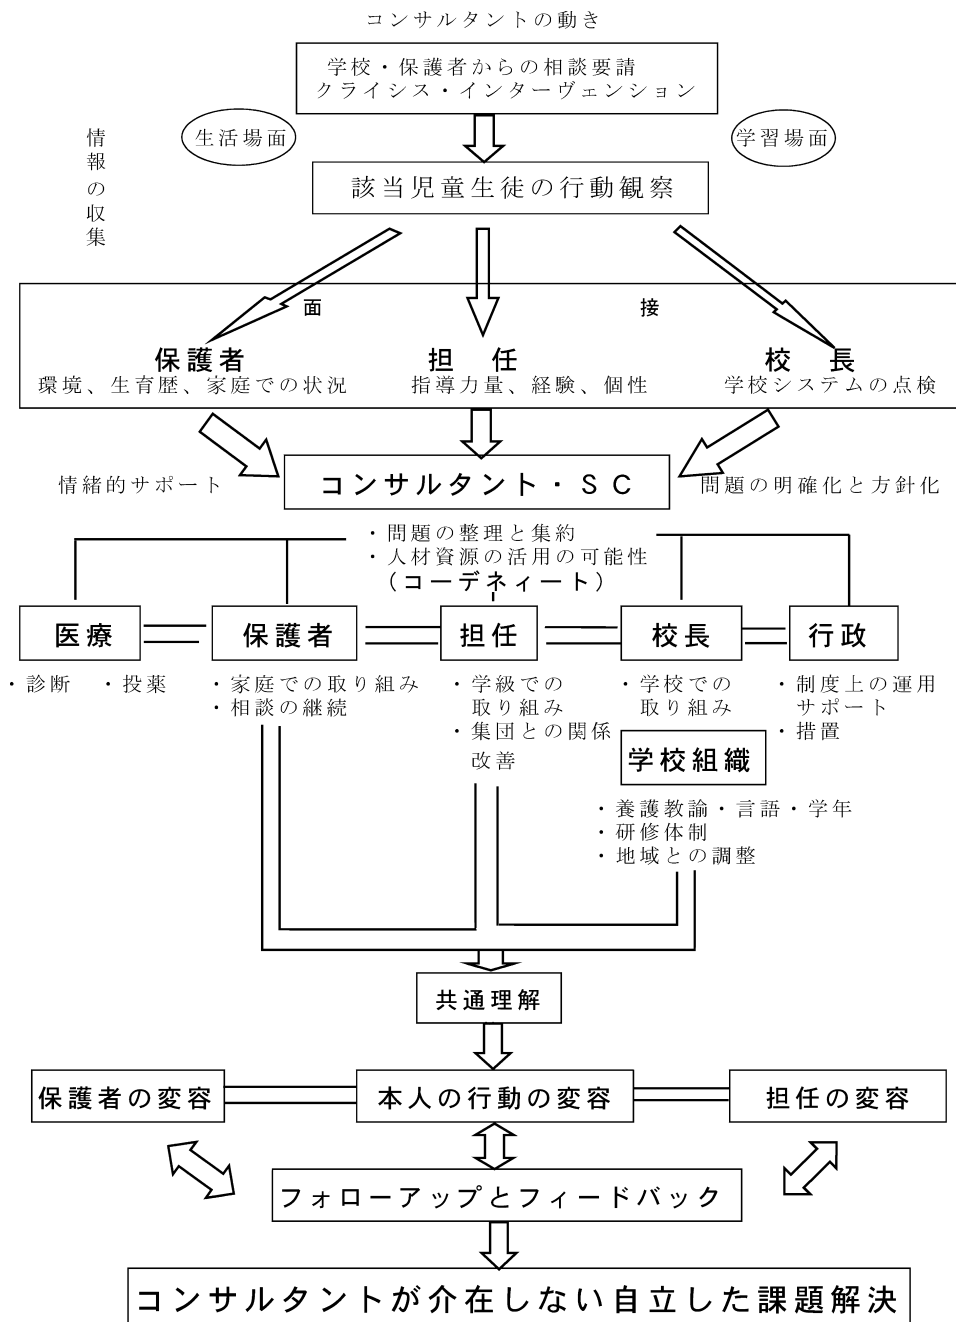 コンサルタントの動き
学校・保護者からの相談要請
クライシス・インターヴェンション
生活場面
学習場面
情報の収集
該当児童生徒の行動観察
面 接
保護者
環境、生育歴、家庭での状況
担 任
指導力量、経験、個性
校 長
学校システムの点検
情緒的サポート
コンサルタント・SC
問題の明確化と方針化
・問題の整理と集約
・人材資源の活用の可能性
（コーデネィート）
医療
保護者
担任
校長
行政
・診断 ・投薬
・家庭での取り組み
・相談の継続
・学級での
取り組み
・集団との関係
改善
・学校での
取り組み
・制度上の運用
サポート
・措置
学校組織
・養護教諭・言語・学年
・研修体制
・地域との調整
共通理解
保護者の変容
本人の行動の変容
担任の変容
フォローアップとフィードバック
コンサルタントが介在しない自立した課題解決